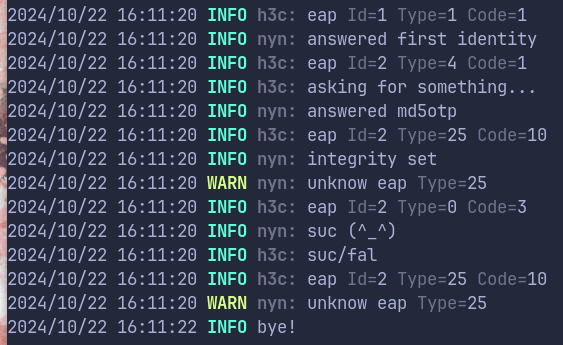 2024/10/22 16:11:20 INFO h3c: eap Id=1 Type=1 Code=1
2024/10/22 16:11:20 INFO nyn: answered first identity
2024/10/22 16:11:20 INFO h3c: eap Id=2 Type=4 Code=1
2024/10/22 16:11:20 INFO h3c: asking for something...
2024/10/22 16:11:20 INFO nyn: answered md5otp
2024/10/22 16:11:20 INFO h3c: eap Id=2 Type=25 Code=10
2024/10/22 16:11:20 INFO nyn: integrity set
2024/10/22 16:11:20 WARN nyn: unknow eap Type=25
2024/10/22 16:11:20 INFO h3c: eap Id=2 Type=0 Code=3
2024/10/22 16:11:20 INFO nyn: suc (^_^)
2024/10/22 16:11:20 INFO h3c: suc/fal
2024/10/22 16:11:20 INFO h3c: eap Id=2 Type=25 Code=10
2024/10/22 16:11:20 WARN nyn: unknow eap Type=25
2024/10/22 16:11:22 INFO bye!